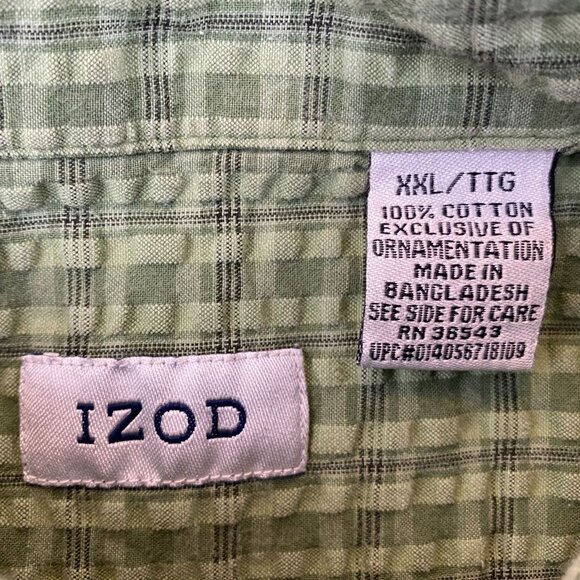 XXL/TTG
100% COTTON
EXCLUSIVE OF
ORNAMENTATION
MADE IN
BANGLADESH
SEE SIDE FOR CARE
RN 36543
UPC#014056718109
IZOD